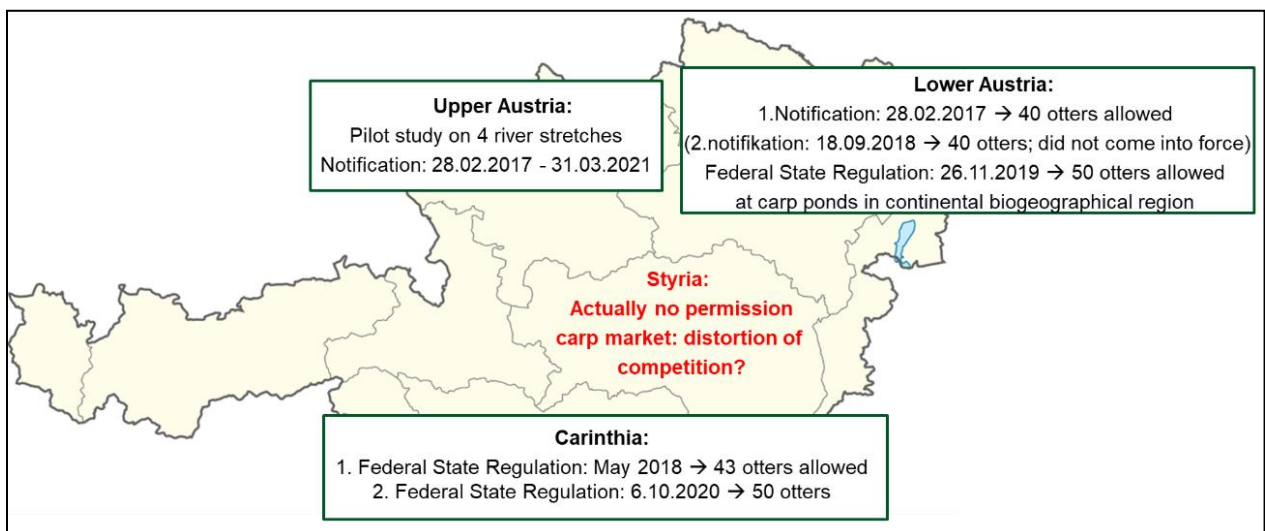 Upper Austria:
Pilot study on 4 river stretches
Notification: 28.02.2017 - 31.03.2021
Lower Austria:
1.Notification: 28.02.2017 → 40 otters allowed
(2.notifikation: 18.09.2018 → 40 otters; did not come into force)
Federal State Regulation: 26.11.2019 → 50 otters allowed
at carp ponds in continental biogeographical region
Styria:
Actually no permission
carp market: distortion of
competition?
Carinthia:
1. Federal State Regulation: May 2018 → 43 otters allowed
2. Federal State Regulation: 6.10.2020 → 50 otters